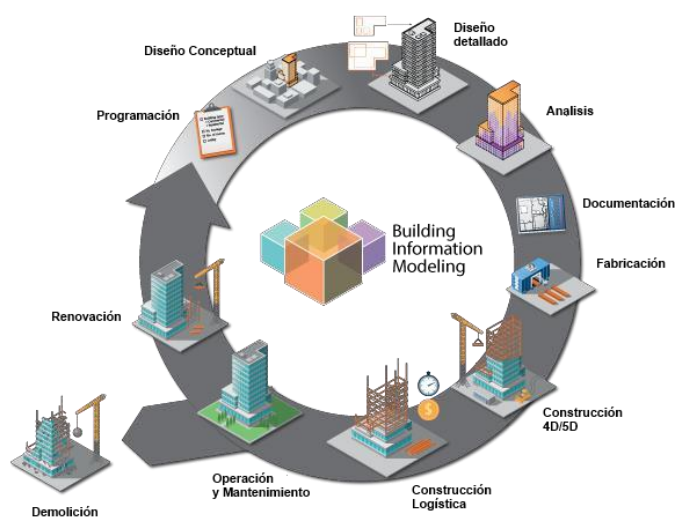 Diseño Conceptual
Diseño
detallado
Programación
Analisis
Documentación
Fabricación
Building
Information
Modeling
Renovación
Construcción
4D/5D
Construcción
Logística
Operación
y Mantenimiento
Demolición
$